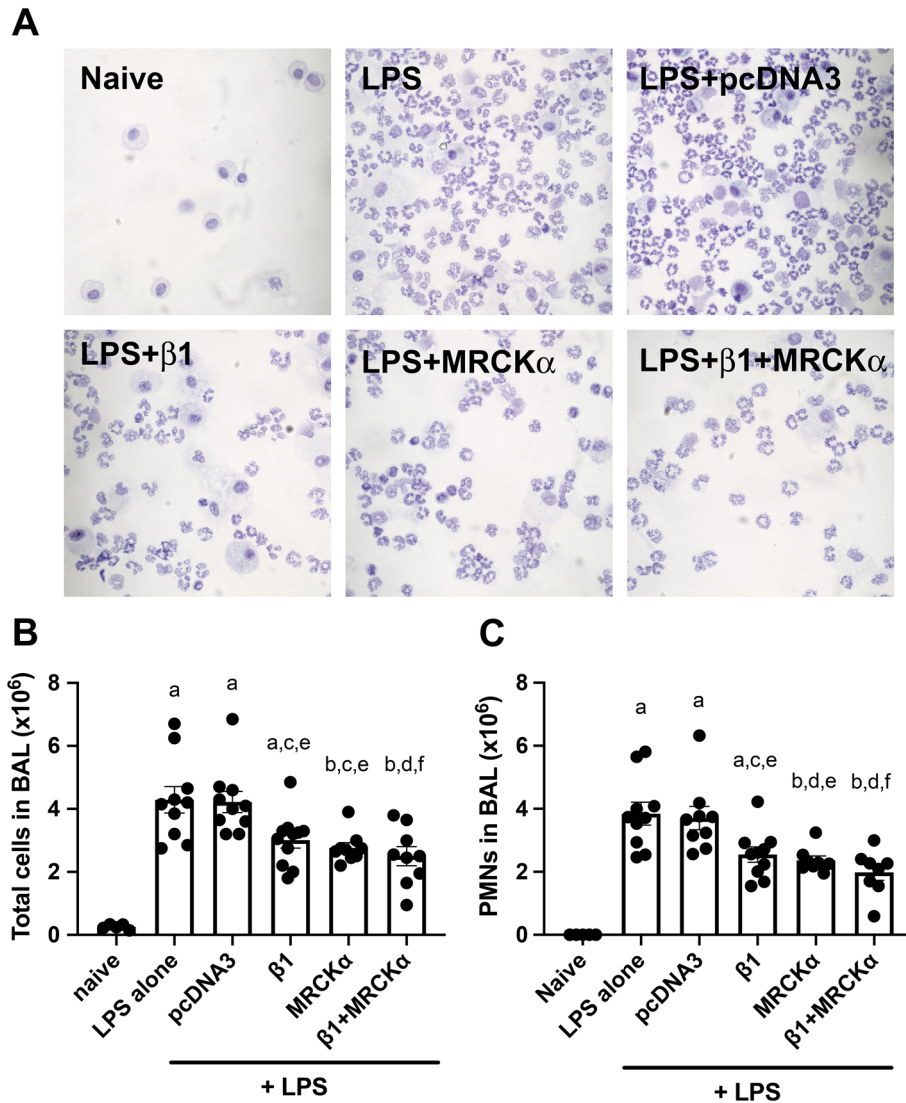 A
Naive
LPS
LPS+pcDNA3
LPS+β1
LPS+MRCKα
LPS+β1+MRCKα
B
Total cells in BAL (x10⁶)
8
6
4
2
0
a
a
a,c,e
b,c,e
b,d,f
naive
LPS alone
pcDNA3
β1
MRCKα
β1+MRCKα
+ LPS
C
PMNs in BAL (x10⁶)
8
6
4
2
0
a
a
a,c,e
b,d,e
b,d,f
Naive
LPS alone
pcDNA3
β1
MRCKα
β1+MRCKα
+ LPS